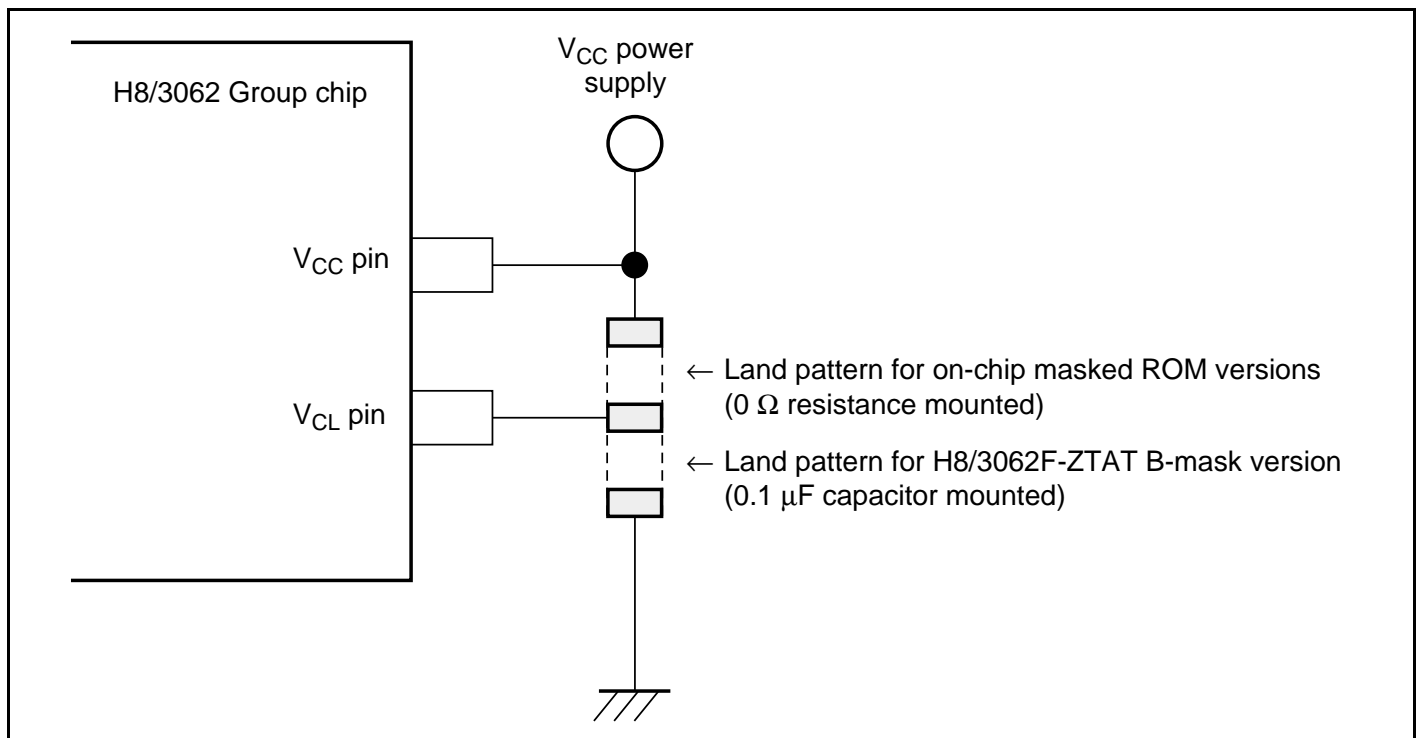 V_CC power
supply
H8/3062 Group chip
V_CC pin
← Land pattern for on-chip masked ROM versions
(0 Ω resistance mounted)
V_CL pin
← Land pattern for H8/3062F-ZTAT B-mask version
(0.1 μF capacitor mounted)